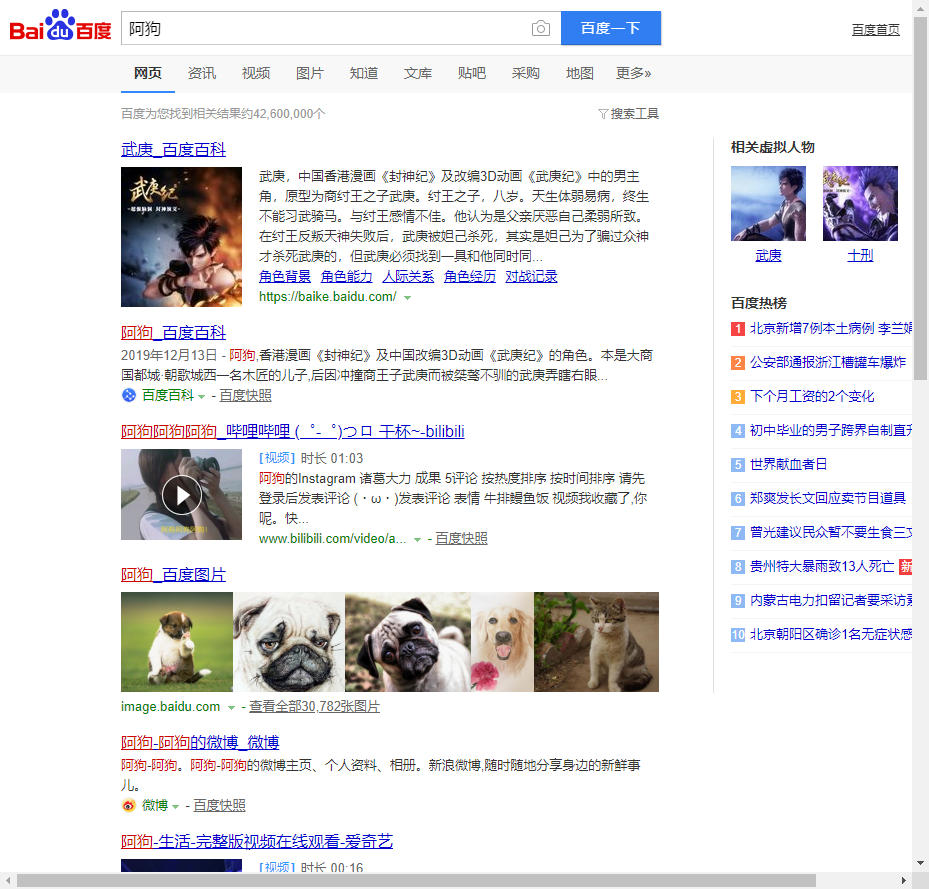 Bai du 百度
阿狗
百度一下
百度首页
网页 资讯 视频 图片 知道 文库 贴吧 采购 地图 更多»
百度为您找到相关结果约42,600,000个
搜索工具
武庚_百度百科
武庚纪
武庚，中国香港漫画《封神纪》及改编3D动画《武庚纪》中的男主
角，原型为商纣王之子武庚。纣王之子，八岁。天生体弱易病，终生
不能习武骑马。与纣王感情不佳。他认为是父亲厌恶自己柔弱所致。
在纣王反叛天神失败后，武庚被妲己杀死，其实是妲己为了骗过众神
才杀死武庚的，但武庚必须找到一具和他同时同...
角色背景 角色能力 人际关系 角色经历 对战记录
https://baike.baidu.com/
阿狗_百度百科
2019年12月13日 - 阿狗,香港漫画《封神纪》及中国改编3D动画《武庚纪》的角色。本是大商
国都城·朝歌城西一名木匠的儿子,后因冲撞商王子武庚而被桀骜不驯的武庚弄瞎右眼...
百度百科 - 百度快照
阿狗阿狗阿狗_哔哩哔哩 (゜-゜)つロ 干杯~-bilibili
[视频] 时长 01:03
阿狗的Instagram 诸葛大力 成果 5评论 按热度排序 按时间排序 请先
登录后发表评论 (・ω・)发表评论 表情 牛排鳗鱼饭 视频我收藏了,你
呢。快...
www.bilibili.com/video/a... - 百度快照
阿狗_百度图片
image.baidu.com - 查看全部30,782张图片
阿狗-阿狗的微博_微博
阿狗-阿狗。阿狗-阿狗的微博主页、个人资料、相册。新浪微博,随时随地分享身边的新鲜事
儿。
微博 - 百度快照
阿狗-生活-完整版视频在线观看-爱奇艺
[视频] 时长 00:16
相关虚拟人物
武庚 十刑
百度热榜
1 北京新增7例本土病例 李兰娟
2 公安部通报浙江槽罐车爆炸
3 下个月工资的2个变化
4 初中毕业的男子跨界自制直升
5 世界献血者日
6 郑爽发长文回应卖节目道具
7 曾光建议民众暂不要生食三文
8 贵州特大暴雨致13人死亡 新
9 内蒙古电力扣留记者要采访素
10 北京朝阳区确诊1名无症状感